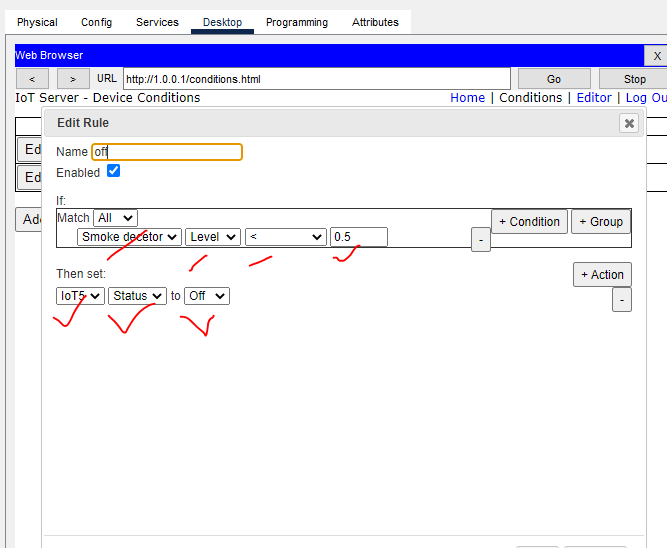 Physical Config Services Desktop Programming Attributes
Web Browser X
< > URL http://1.0.0.1/conditions.html Go Stop
IoT Server - Device Conditions Home | Conditions | Editor | Log Ou
Edit Rule
Name off
Ed
Enabled
Ed
If:
Add
Match All + Condition + Group
Smoke decetor Level < 0.5 -
Then set: + Action
IoT5 Status to Off -